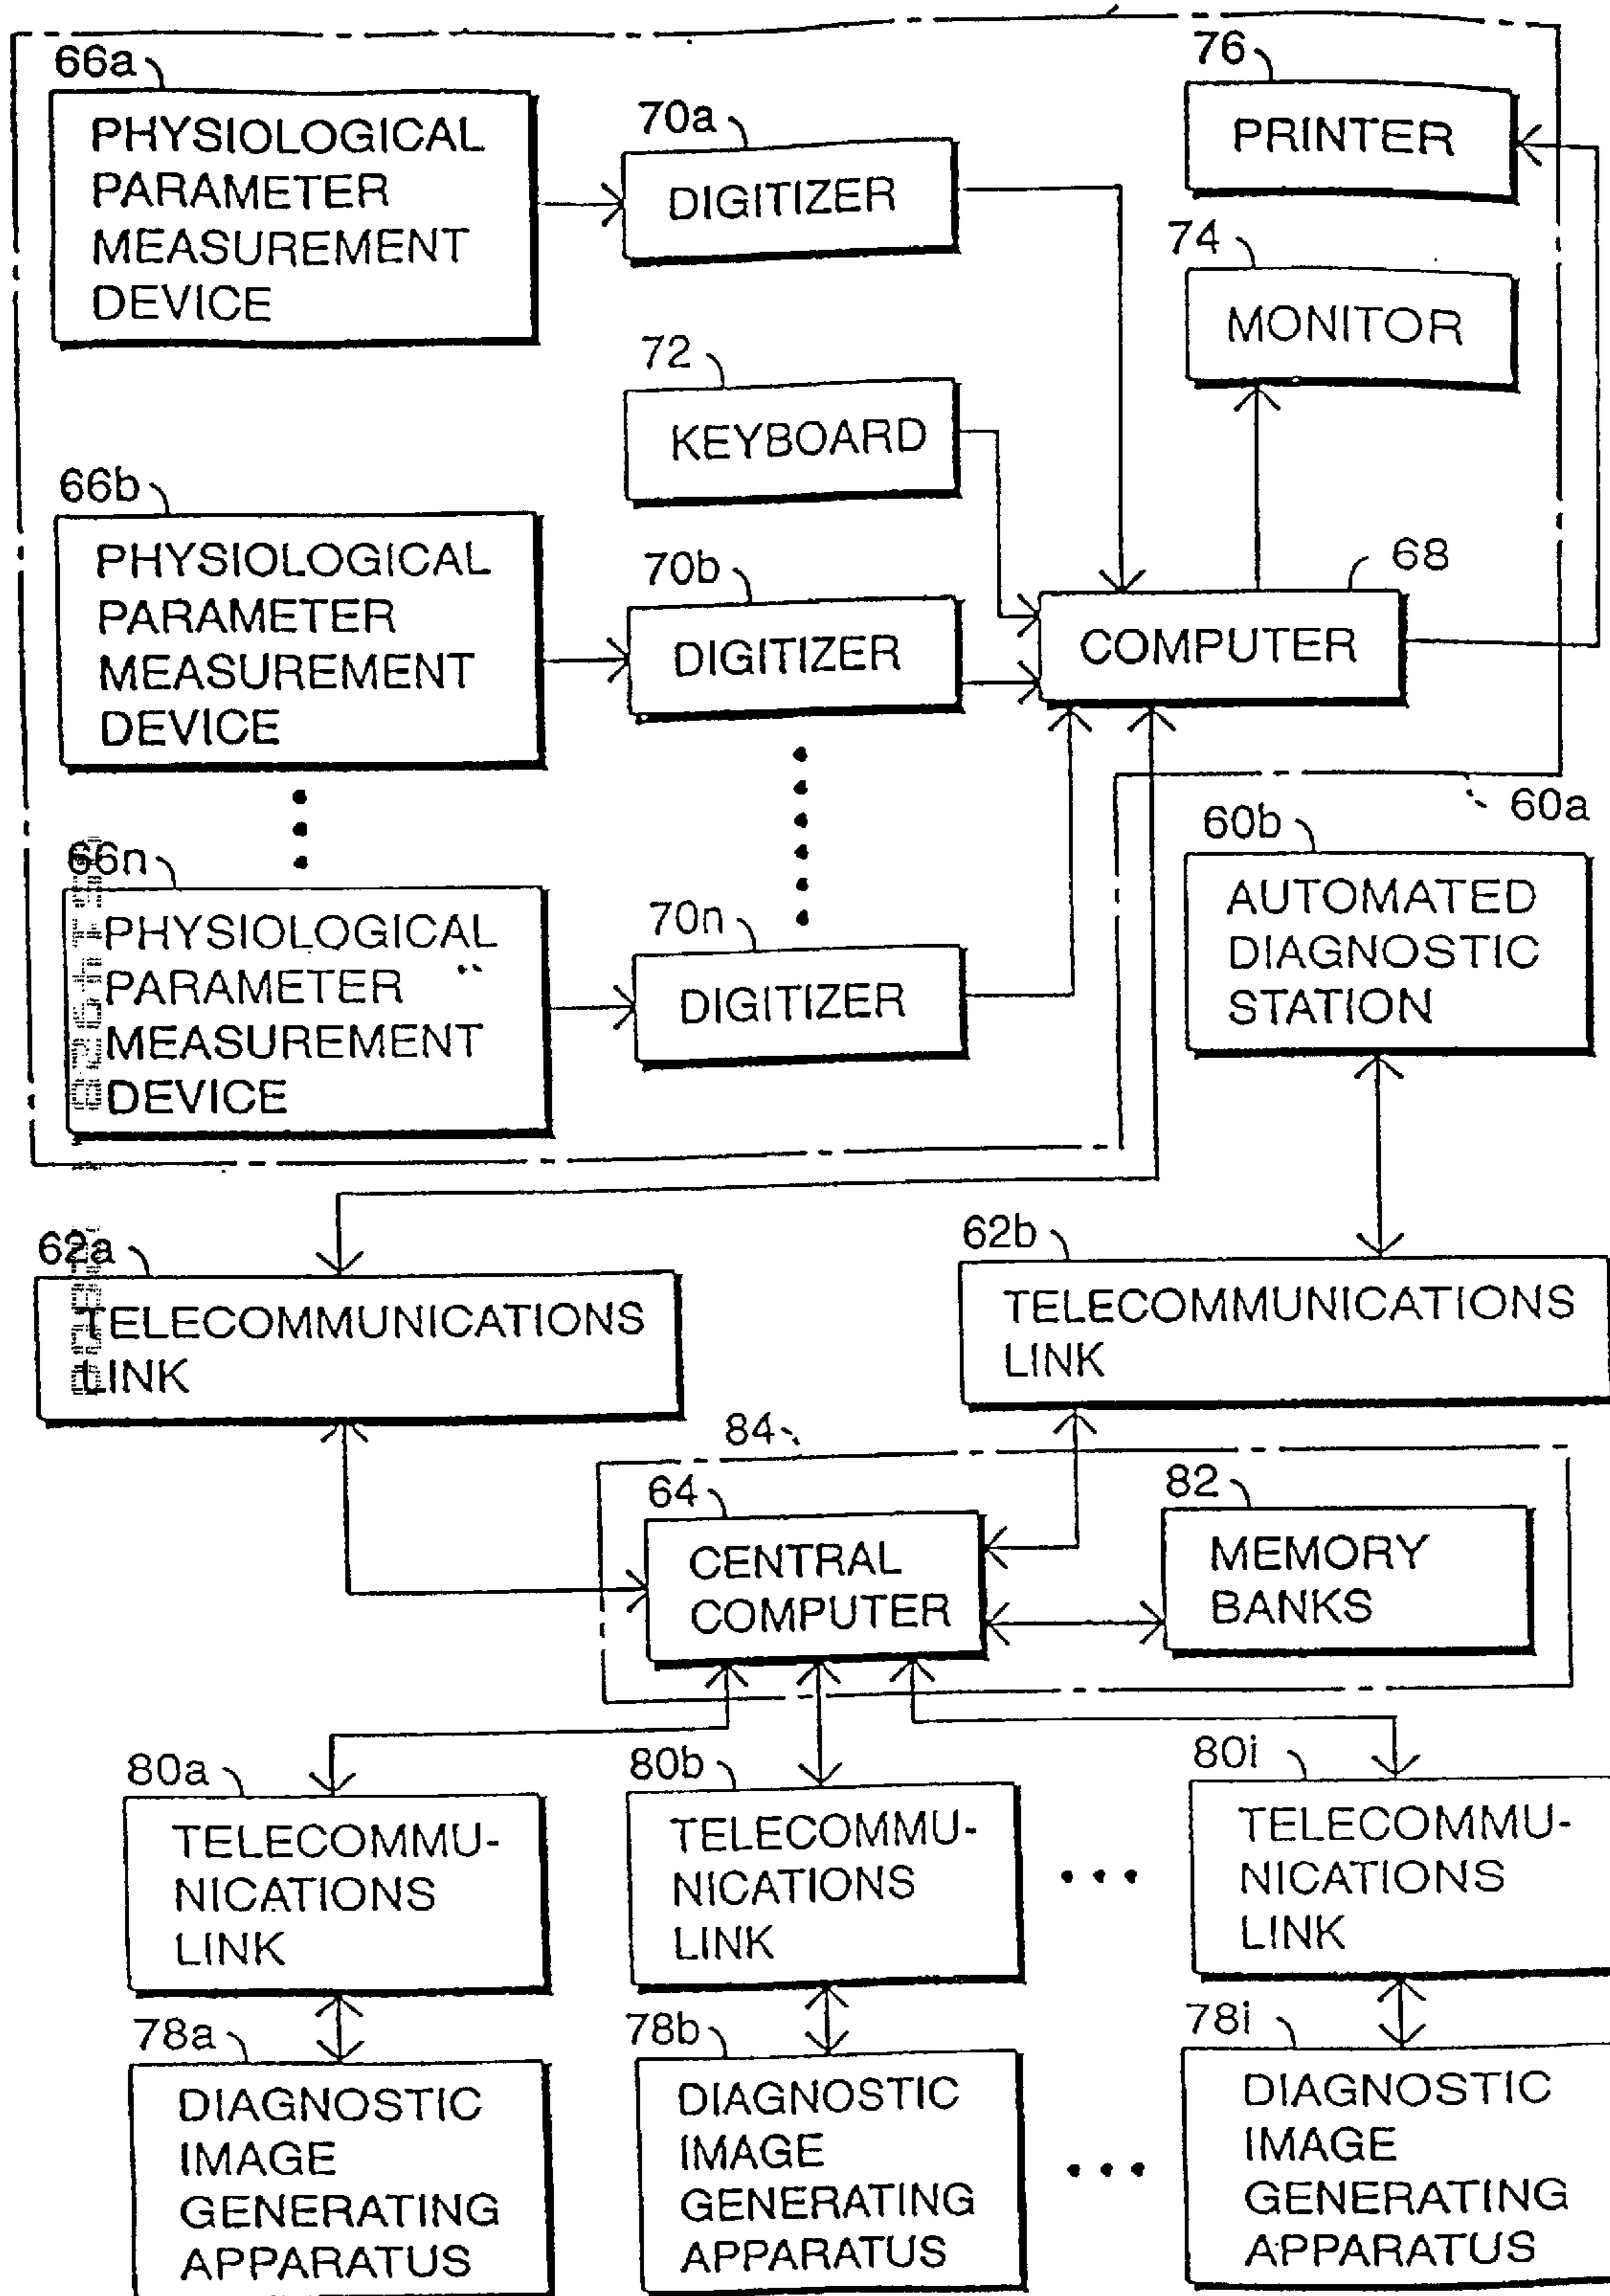 66a
PHYSIOLOGICAL
PARAMETER
MEASUREMENT
DEVICE
70a
DIGITIZER
76
PRINTER
74
MONITOR
72
KEYBOARD
66b
PHYSIOLOGICAL
PARAMETER
MEASUREMENT
DEVICE
70b
DIGITIZER
68
COMPUTER
66n
PHYSIOLOGICAL
PARAMETER
MEASUREMENT
DEVICE
70n
DIGITIZER
60a
60b
AUTOMATED
DIAGNOSTIC
STATION
62a
TELECOMMUNICATIONS
LINK
62b
TELECOMMUNICATIONS
LINK
84
64
CENTRAL
COMPUTER
82
MEMORY
BANKS
80a
TELECOMMU-
NICATIONS
LINK
80b
TELECOMMU-
NICATIONS
LINK
80i
TELECOMMU-
NICATIONS
LINK
78a
DIAGNOSTIC
IMAGE
GENERATING
APPARATUS
78b
DIAGNOSTIC
IMAGE
GENERATING
APPARATUS
78i
DIAGNOSTIC
IMAGE
GENERATING
APPARATUS